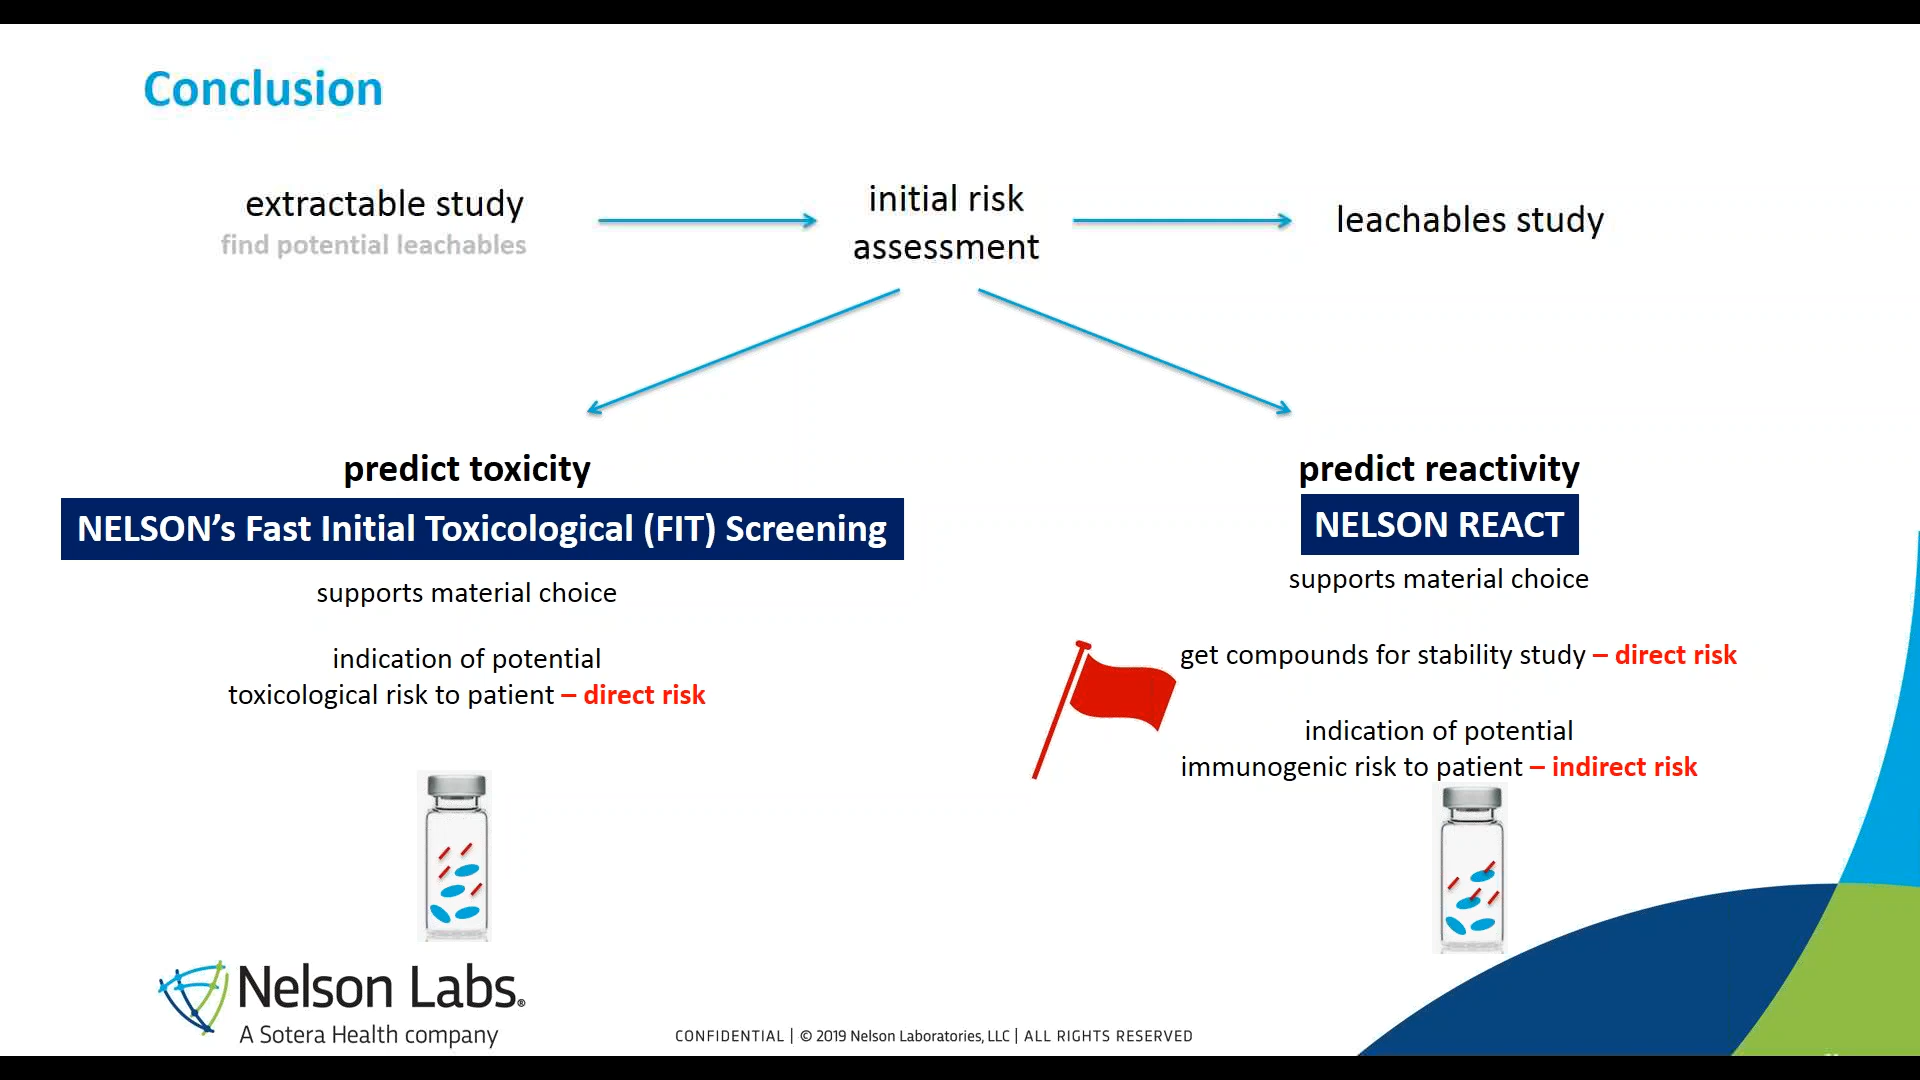 Conclusion
extractable study
find potential leachables
initial risk
assessment
leachables study
predict toxicity
NELSON’s Fast Initial Toxicological (FIT) Screening
supports material choice
indication of potential
toxicological risk to patient – direct risk
predict reactivity
NELSON REACT
supports material choice
get compounds for stability study – direct risk
indication of potential
immunogenic risk to patient – indirect risk
Nelson Labs®
A Sotera Health company
CONFIDENTIAL | © 2019 Nelson Laboratories, LLC | ALL RIGHTS RESERVED